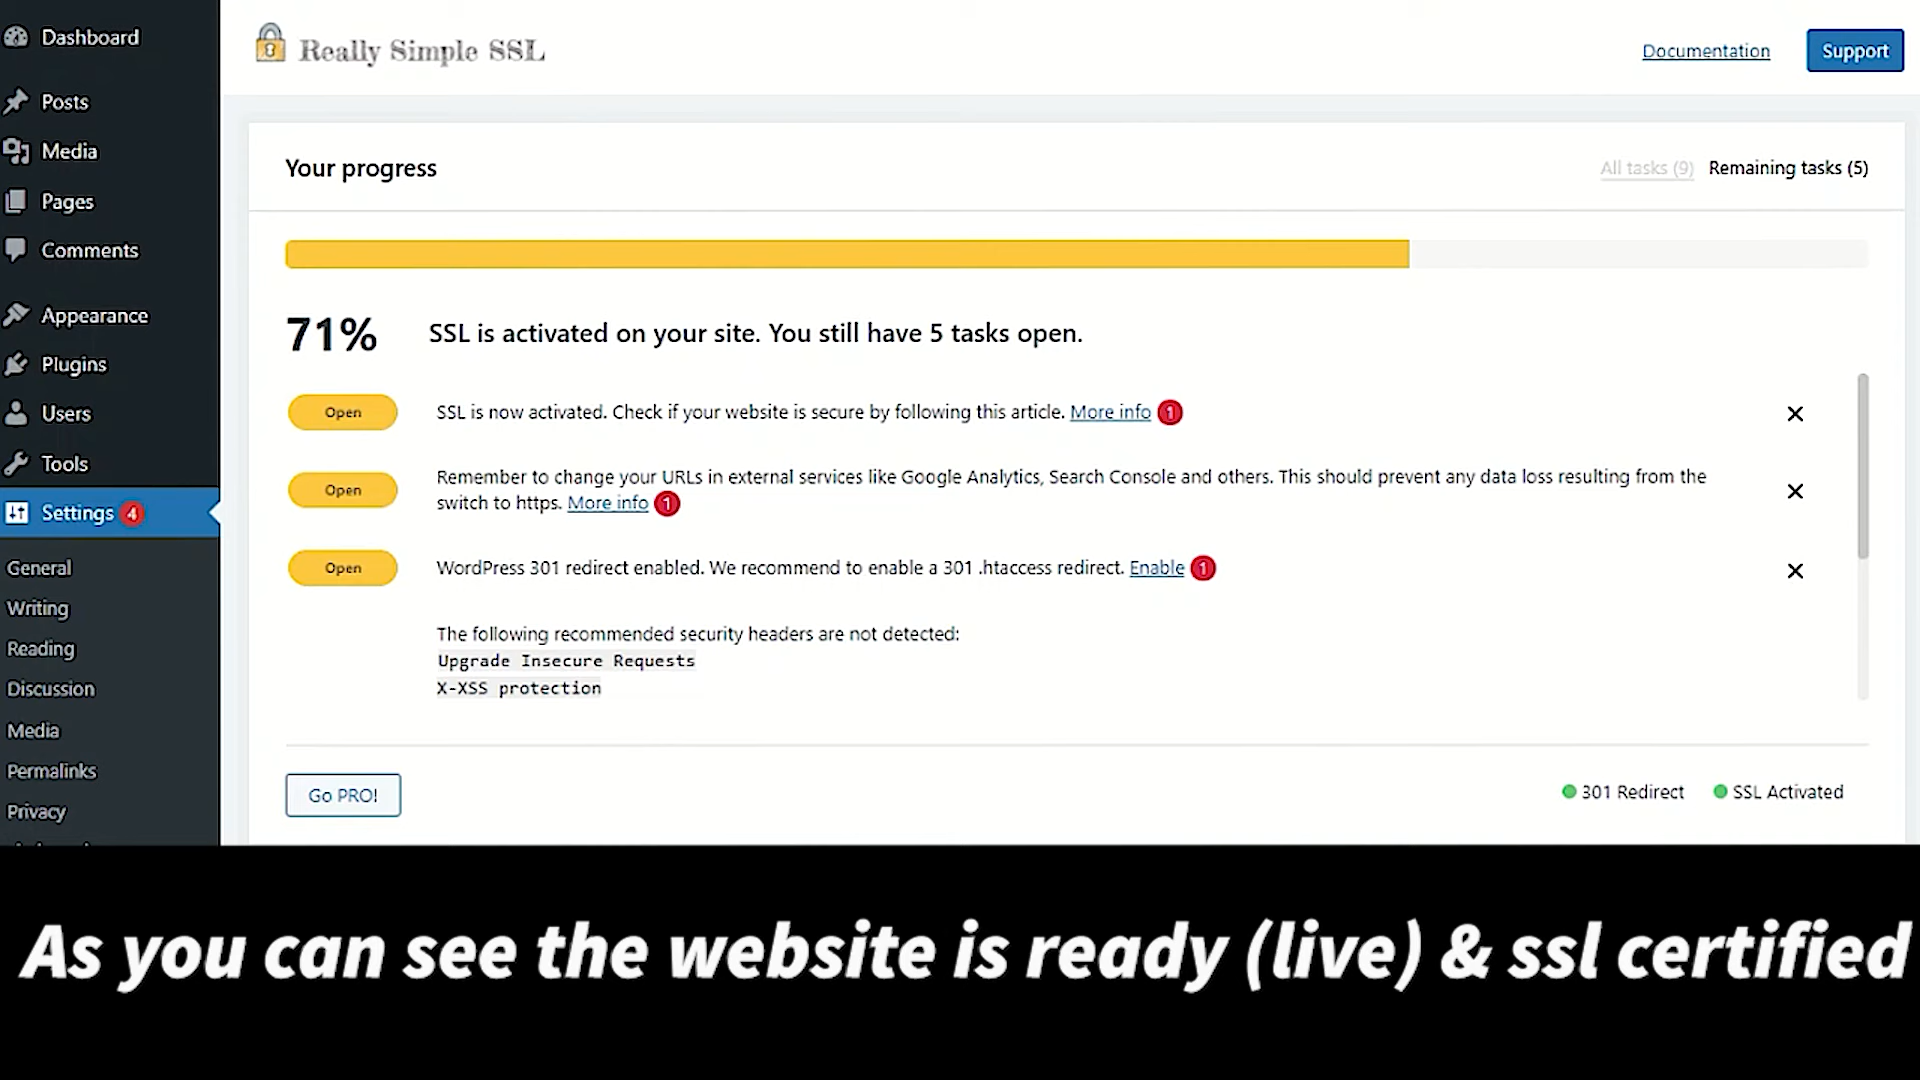 Dashboard
Posts
Media
Pages
Comments
Appearance
Plugins
Users
Tools
Settings 4
General
Writing
Reading
Discussion
Media
Permalinks
Privacy
Really Simple SSL
Documentation
Support
Your progress
All tasks (9)
Remaining tasks (5)
71%
SSL is activated on your site. You still have 5 tasks open.
Open
SSL is now activated. Check if your website is secure by following this article. More info 1
Open
Remember to change your URLs in external services like Google Analytics, Search Console and others. This should prevent any data loss resulting from the
switch to https. More info 1
Open
WordPress 301 redirect enabled. We recommend to enable a 301 .htaccess redirect. Enable 1
The following recommended security headers are not detected:
Upgrade Insecure Requests
X-XSS protection
Go PRO!
301 Redirect
SSL Activated
As you can see the website is ready (live) & ssl certified